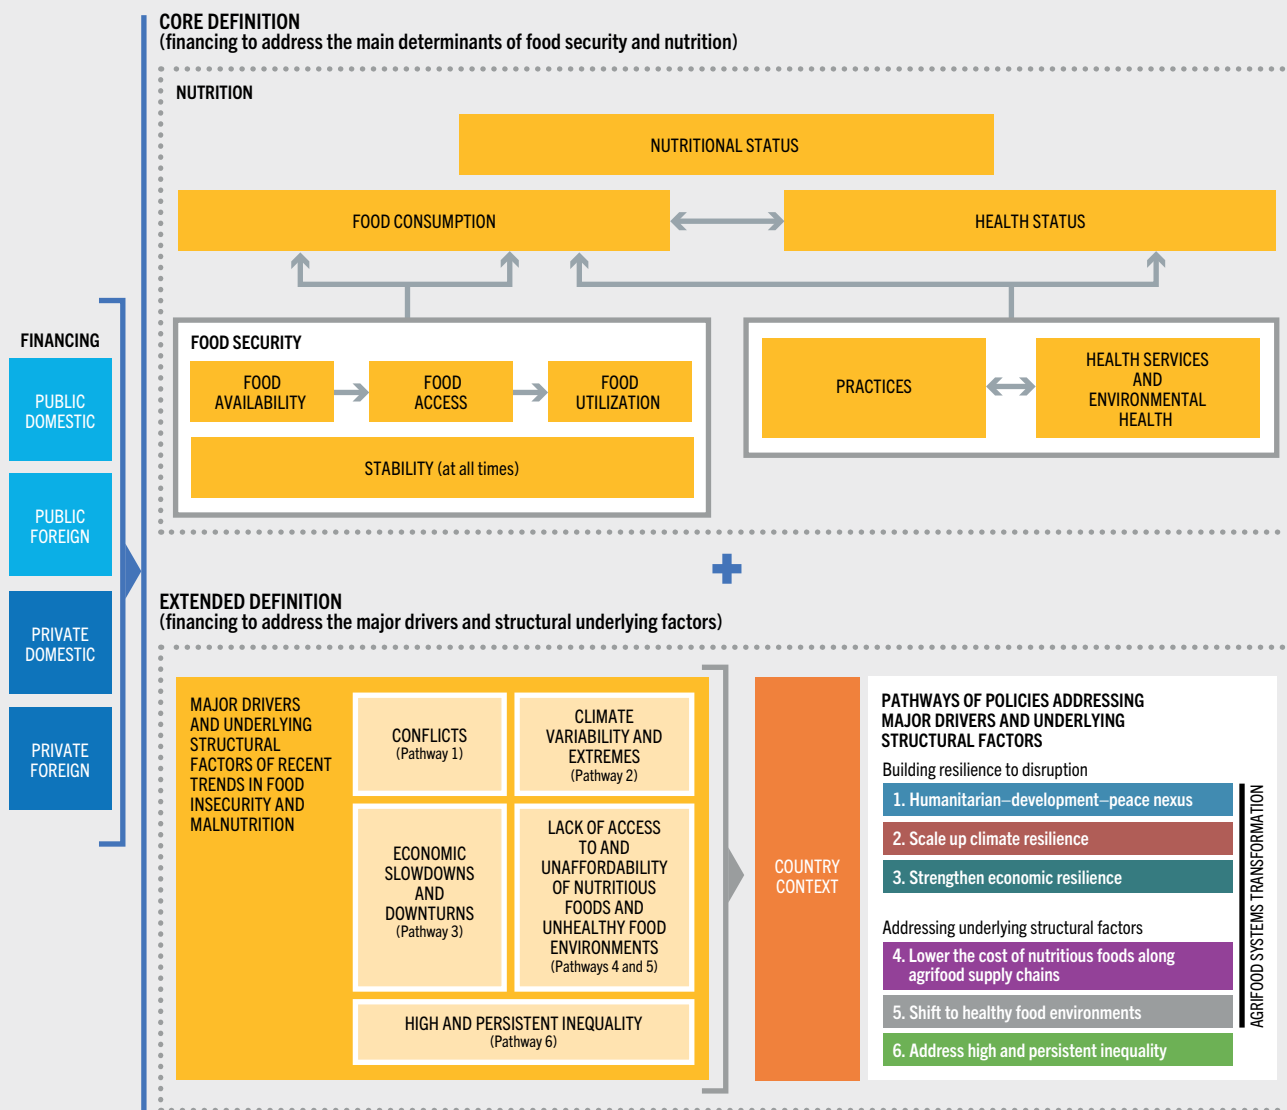 CORE DEFINITION
(financing to address the main determinants of food security and nutrition)
NUTRITION
NUTRITIONAL STATUS
FOOD CONSUMPTION
HEALTH STATUS
FINANCING
PUBLIC
DOMESTIC
PUBLIC
FOREIGN
PRIVATE
DOMESTIC
PRIVATE
FOREIGN
FOOD SECURITY
FOOD
AVAILABILITY
FOOD
ACCESS
FOOD
UTILIZATION
STABILITY (at all times)
PRACTICES
HEALTH SERVICES
AND
ENVIRONMENTAL
HEALTH
EXTENDED DEFINITION
(financing to address the major drivers and structural underlying factors)
MAJOR DRIVERS
AND UNDERLYING
STRUCTURAL
FACTORS OF RECENT
TRENDS IN FOOD
INSECURITY AND
MALNUTRITION
CONFLICTS
(Pathway 1)
CLIMATE
VARIABILITY AND
EXTREMES
(Pathway 2)
ECONOMIC
SLOWDOWNS
AND
DOWNTURNS
(Pathway 3)
LACK OF ACCESS
TO AND
UNAFFORDABILITY
OF NUTRITIOUS
FOODS AND
UNHEALTHY FOOD
ENVIRONMENTS
(Pathways 4 and 5)
HIGH AND PERSISTENT INEQUALITY
(Pathway 6)
COUNTRY
CONTEXT
PATHWAYS OF POLICIES ADDRESSING
MAJOR DRIVERS AND UNDERLYING
STRUCTURAL FACTORS
Building resilience to disruption
1. Humanitarian–development–peace nexus
2. Scale up climate resilience
3. Strengthen economic resilience
Addressing underlying structural factors
4. Lower the cost of nutritious foods along
agrifood supply chains
5. Shift to healthy food environments
6. Address high and persistent inequality
AGRIFOOD SYSTEMS TRANSFORMATION